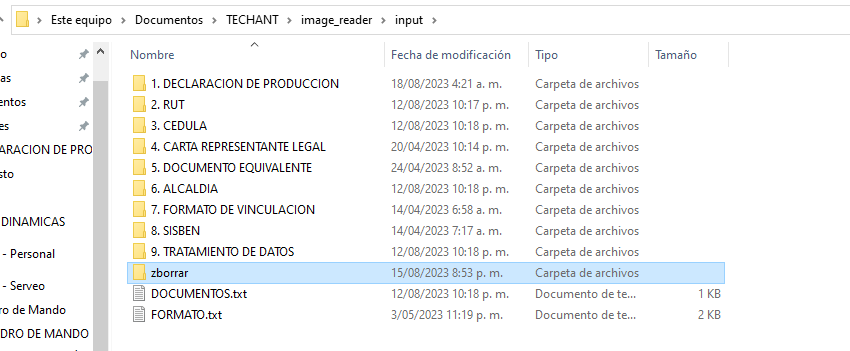 Este equipo > Documentos > TECHANT > image_reader > input >
Nombre Fecha de modificación Tipo Tamaño
1. DECLARACION DE PRODUCCION 18/08/2023 4:21 a. m. Carpeta de archivos
2. RUT 12/08/2023 10:17 p. m. Carpeta de archivos
3. CEDULA 12/08/2023 10:18 p. m. Carpeta de archivos
4. CARTA REPRESENTANTE LEGAL 20/04/2023 10:14 p. m. Carpeta de archivos
5. DOCUMENTO EQUIVALENTE 24/04/2023 8:52 a. m. Carpeta de archivos
6. ALCALDIA 12/08/2023 10:18 p. m. Carpeta de archivos
7. FORMATO DE VINCULACION 14/04/2023 6:58 a. m. Carpeta de archivos
8. SISBEN 14/04/2023 7:17 a. m. Carpeta de archivos
9. TRATAMIENTO DE DATOS 12/08/2023 10:18 p. m. Carpeta de archivos
zborrar 15/08/2023 8:53 p. m. Carpeta de archivos
DOCUMENTOS.txt 12/08/2023 10:18 p. m. Documento de te... 1 KB
FORMATO.txt 3/05/2023 11:19 p. m. Documento de te... 2 KB
o
as
entos
es
ARACION DE PRO
sto
DINAMICAS
- Personal
- Serveo
ro de Mando
DRO DE MANDO